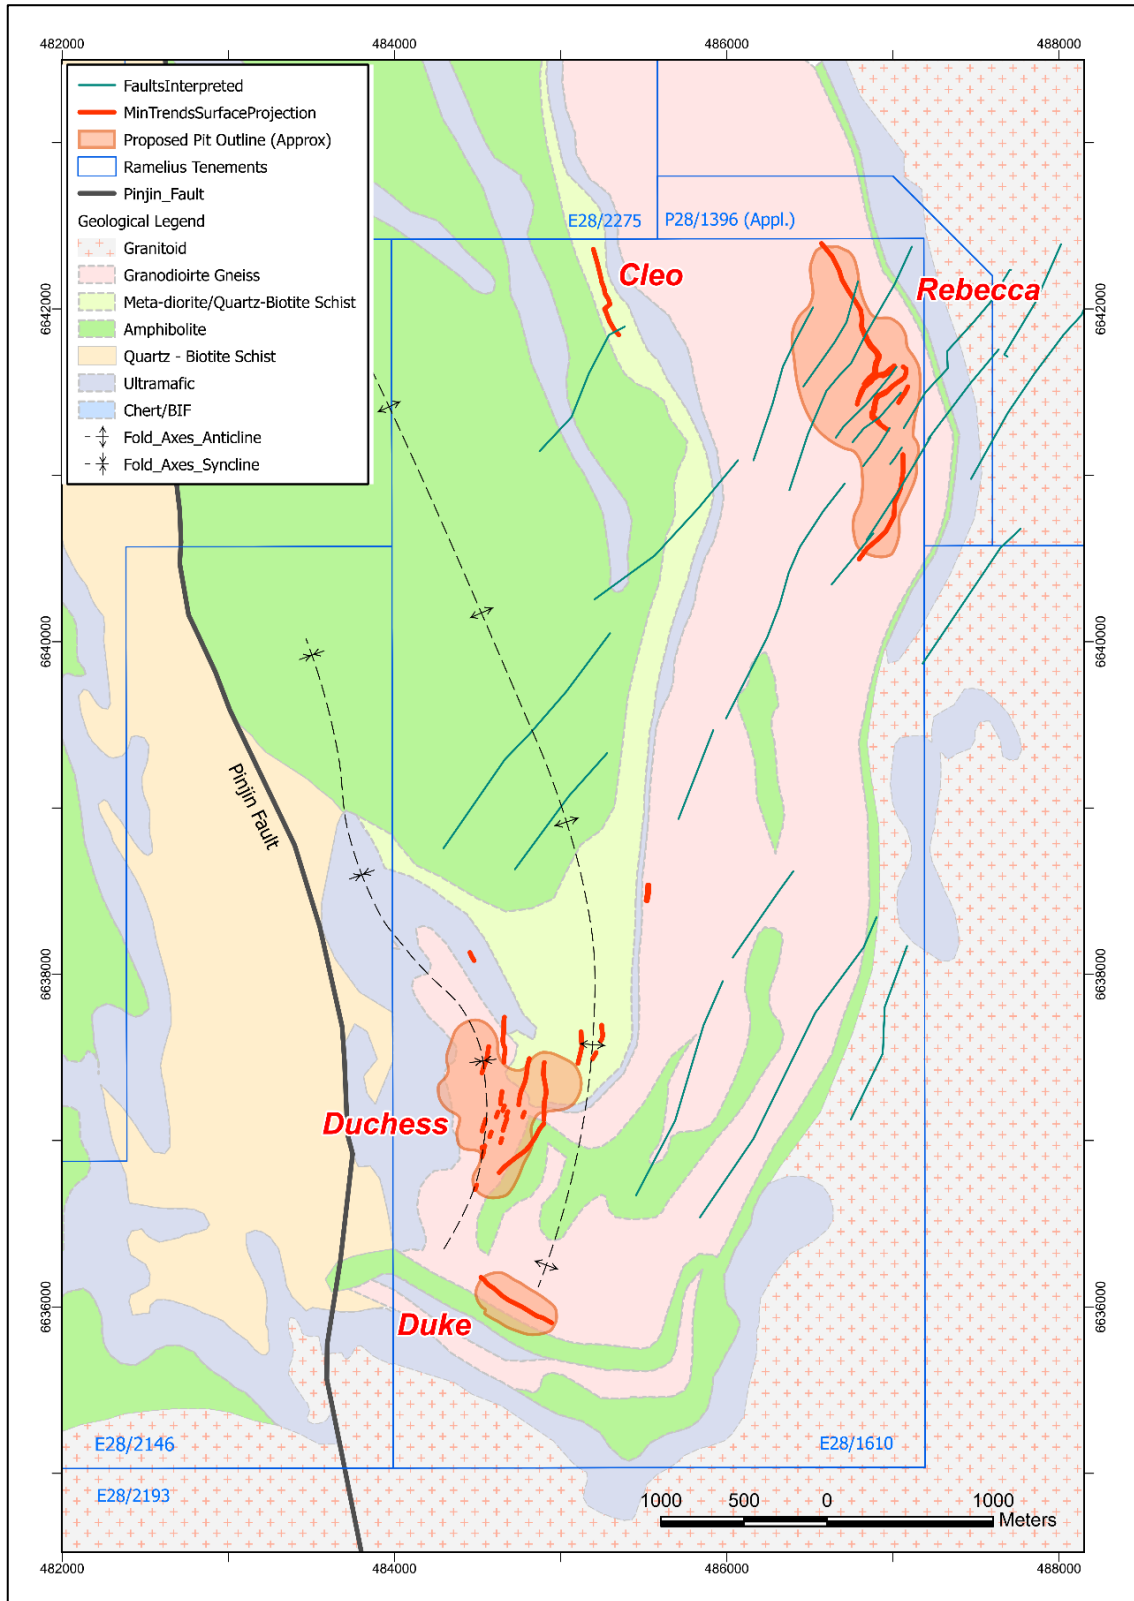 482000
484000
486000
488000
FaultsInterpreted
MinTrendsSurfaceProjection
Proposed Pit Outline (Approx)
Ramelius Tenements
Pinjin_Fault
Geological Legend
Granitoid
Granodioirte Gneiss
Meta-diorite/Quartz-Biotite Schist
Amphibolite
Quartz - Biotite Schist
Ultramafic
Chert/BIF
Fold_Axes_Anticline
Fold_Axes_Syncline
E28/2275
P28/1396 (Appl.)
Cleo
Rebecca
6642000
6642000
6640000
6640000
Pinjin Fault
6638000
6638000
Duchess
6636000
6636000
Duke
E28/2146
E28/1610
E28/2193
1000 500 0 1000
Meters
482000
484000
486000
488000